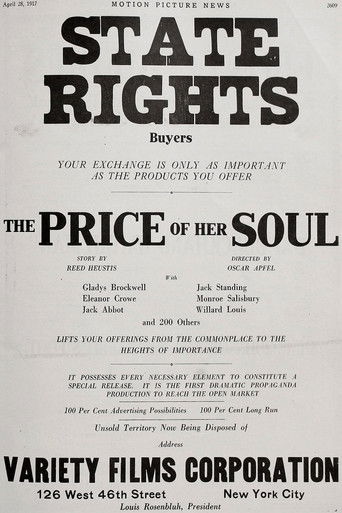 April 28, 1917 MOTION PICTURE NEWS 2609
STATE
RIGHTS
Buyers
YOUR EXCHANGE IS ONLY AS IMPORTANT
AS THE PRODUCTS YOU OFFER
THE PRICE OF HER SOUL
STORY BY DIRECTED BY
REED HEUSTIS OSCAR APFEL
With
Gladys Brockwell Jack Standing
Eleanor Crowe Monroe Salisbury
Jack Abbot Willard Louis
and 200 Others
LIFTS YOUR OFFERINGS FROM THE COMMONPLACE TO THE
HEIGHTS OF IMPORTANCE
IT POSSESSES EVERY NECESSARY ELEMENT TO CONSTITUTE A
SPECIAL RELEASE. IT IS THE FIRST DRAMATIC PROPAGANDA
PRODUCTION TO REACH THE OPEN MARKET
100 Per Cent Advertising Possibilities 100 Per Cent Long Run
Unsold Territory Now Being Disposed of
Address
VARIETY FILMS CORPORATION
126 West 46th Street New York City
Louis Rosenbluh, President